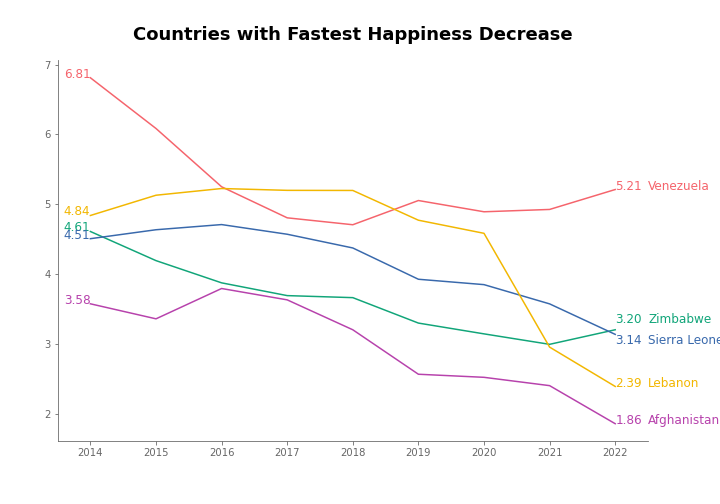 Countries with Fastest Happiness Decrease
7
6.81
6
5.21 Venezuela
5
4.84
4.61
4.51
4
3.58
3.20 Zimbabwe
3.14 Sierra Leone
3
2.39 Lebanon
2
1.86 Afghanistan
2014 2015 2016 2017 2018 2019 2020 2021 2022